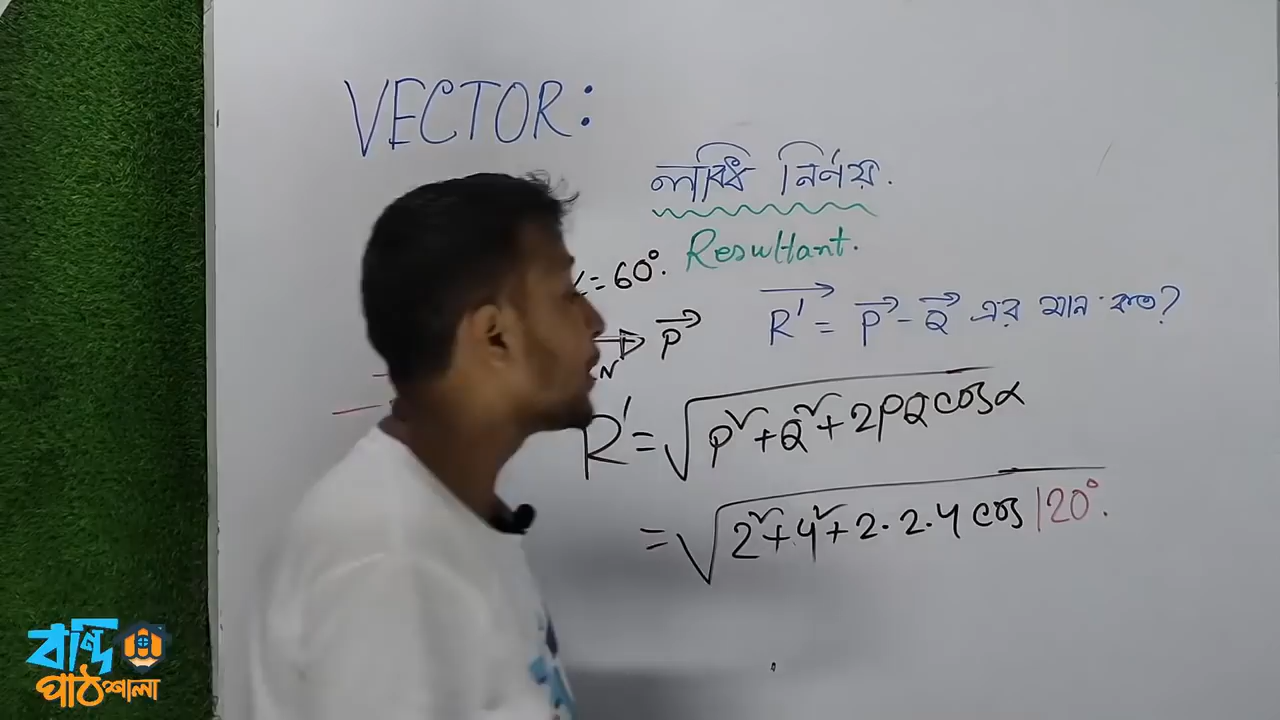 VECTOR:
লব্ধি নির্ণয়.
Resultant.
= 60°.
P⃗
R⃗' = P⃗ - Q⃗ এর মান কত?
N
R' = √(P² + Q² + 2PQ cosα)
= √(2² + 4² + 2·2·4 cos 120°.)
বন্দি
পাঠশালা